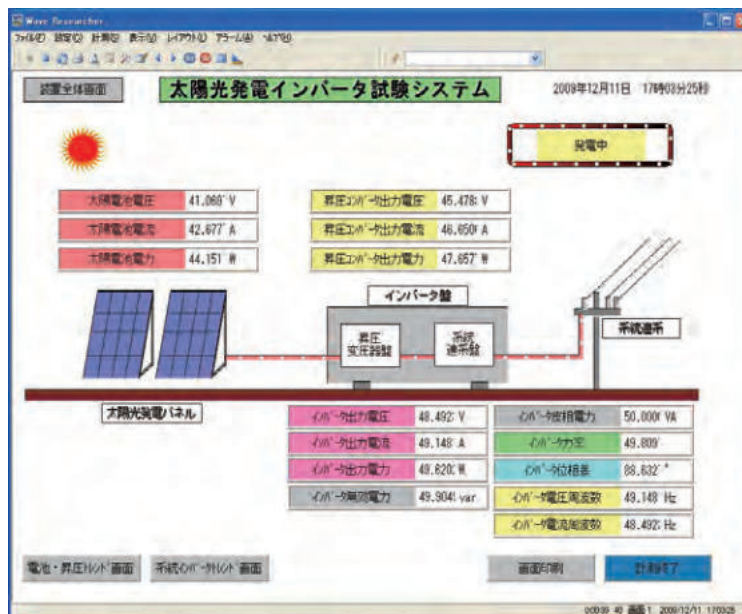 Wave Researcher
ファイル(F) 設定(C) 計測(S) 表示(V) レイアウト(L) アラーム(A) ヘルプ(H)
装置全体画面
太陽光発電インバータ試験システム
2009年12月11日 17時03分25秒
発電中
太陽電池電圧 41.069 V
太陽電池電流 42.677 A
太陽電池電力 44.151 W
昇圧コンバータ出力電圧 45.478 V
昇圧コンバータ出力電流 46.650 A
昇圧コンバータ出力電力 47.657 W
インバータ盤
昇圧
変圧器盤
系統
連系盤
系統連系
太陽光発電パネル
インバータ出力電圧 48.492 V
インバータ出力電流 49.148 A
インバータ出力電力 49.620 W
インバータ無効電力 49.904 var
インバータ皮相電力 50.000 VA
インバータ力率 49.809
インバータ位相差 88.632 °
インバータ電圧周波数 49.148 Hz
インバータ電流周波数 48.492 Hz
電池・昇圧トレンド画面
系統インバータトレンド画面
画面印刷
計測終了
画面1 2009/12/11